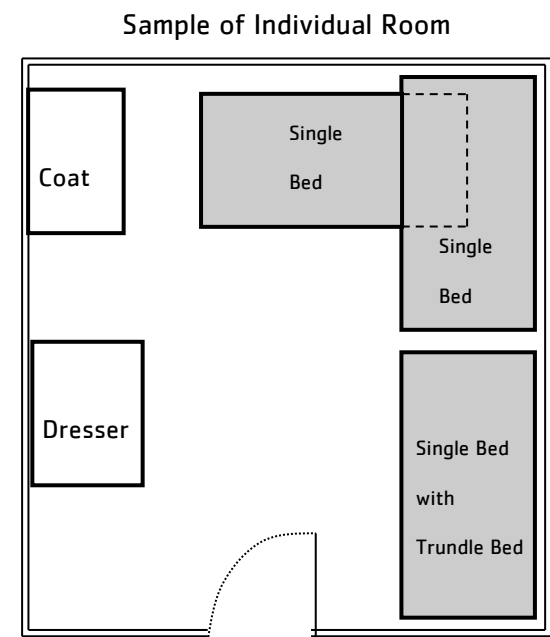 Sample of Individual Room
Single
Bed
Coat
Single
Bed
Dresser
Single Bed
with
Trundle Bed